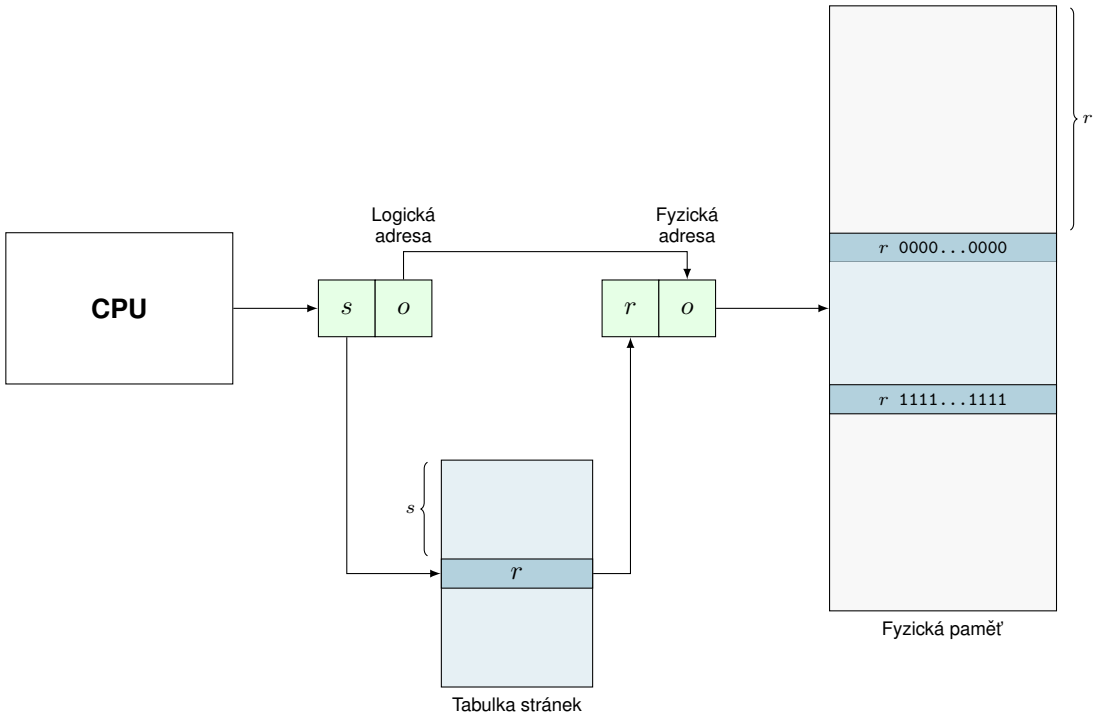 r
Logická
adresa
Fyzická
adresa
r 0000...0000
CPU
s o
r o
r 1111...1111
s
r
Fyzická paměť
Tabulka stránek